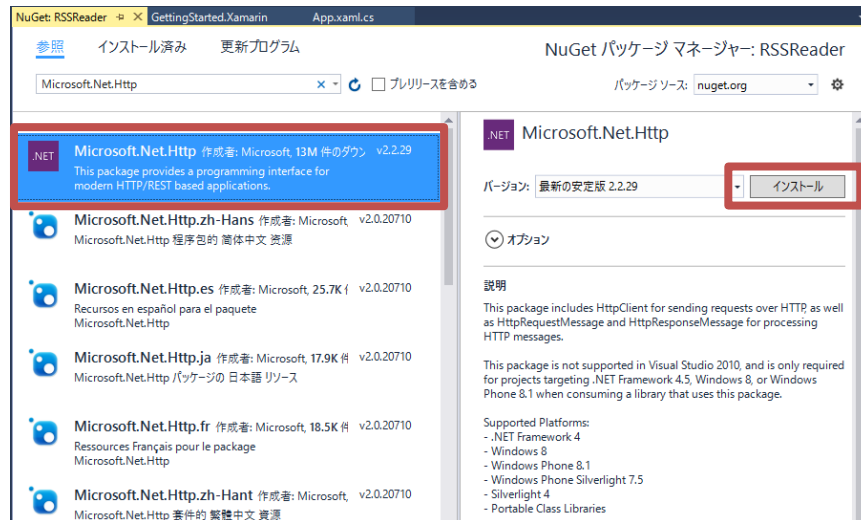 NuGet: RSSReader GettingStarted.Xamarin App.xaml.cs
参照 インストール済み 更新プログラム
NuGet パッケージ マネージャー: RSSReader
Microsoft.Net.Http プレリリースを含める
パッケージ ソース: nuget.org
.NET
Microsoft.Net.Http 作成者: Microsoft, 13M 件のダウン v2.2.29
This package provides a programming interface for
modern HTTP/REST based applications.
Microsoft.Net.Http.zh-Hans 作成者: Microsoft, v2.0.20710
Microsoft.Net.Http 程序包的 简体中文 资源
Microsoft.Net.Http.es 作成者: Microsoft, 25.7K v2.0.20710
Recursos en español para el paquete
Microsoft.Net.Http
Microsoft.Net.Http.ja 作成者: Microsoft, 17.9K 件 v2.0.20710
Microsoft.Net.Http パッケージの 日本語 リソース
Microsoft.Net.Http.fr 作成者: Microsoft, 18.5K 件 v2.0.20710
Ressources Français pour le package
Microsoft.Net.Http
Microsoft.Net.Http.zh-Hant 作成者: Microsoft, v2.0.20710
Microsoft.Net.Http 套件的 繁體中文 資源
.NET Microsoft.Net.Http
バージョン: 最新の安定版 2.2.29 インストール
オプション
説明
This package includes HttpClient for sending requests over HTTP, as well
as HttpRequestMessage and HttpResponseMessage for processing
HTTP messages.
This package is not supported in Visual Studio 2010, and is only required
for projects targeting .NET Framework 4.5, Windows 8, or Windows
Phone 8.1 when consuming a library that uses this package.
Supported Platforms:
- .NET Framework 4
- Windows 8
- Windows Phone 8.1
- Windows Phone Silverlight 7.5
- Silverlight 4
- Portable Class Libraries